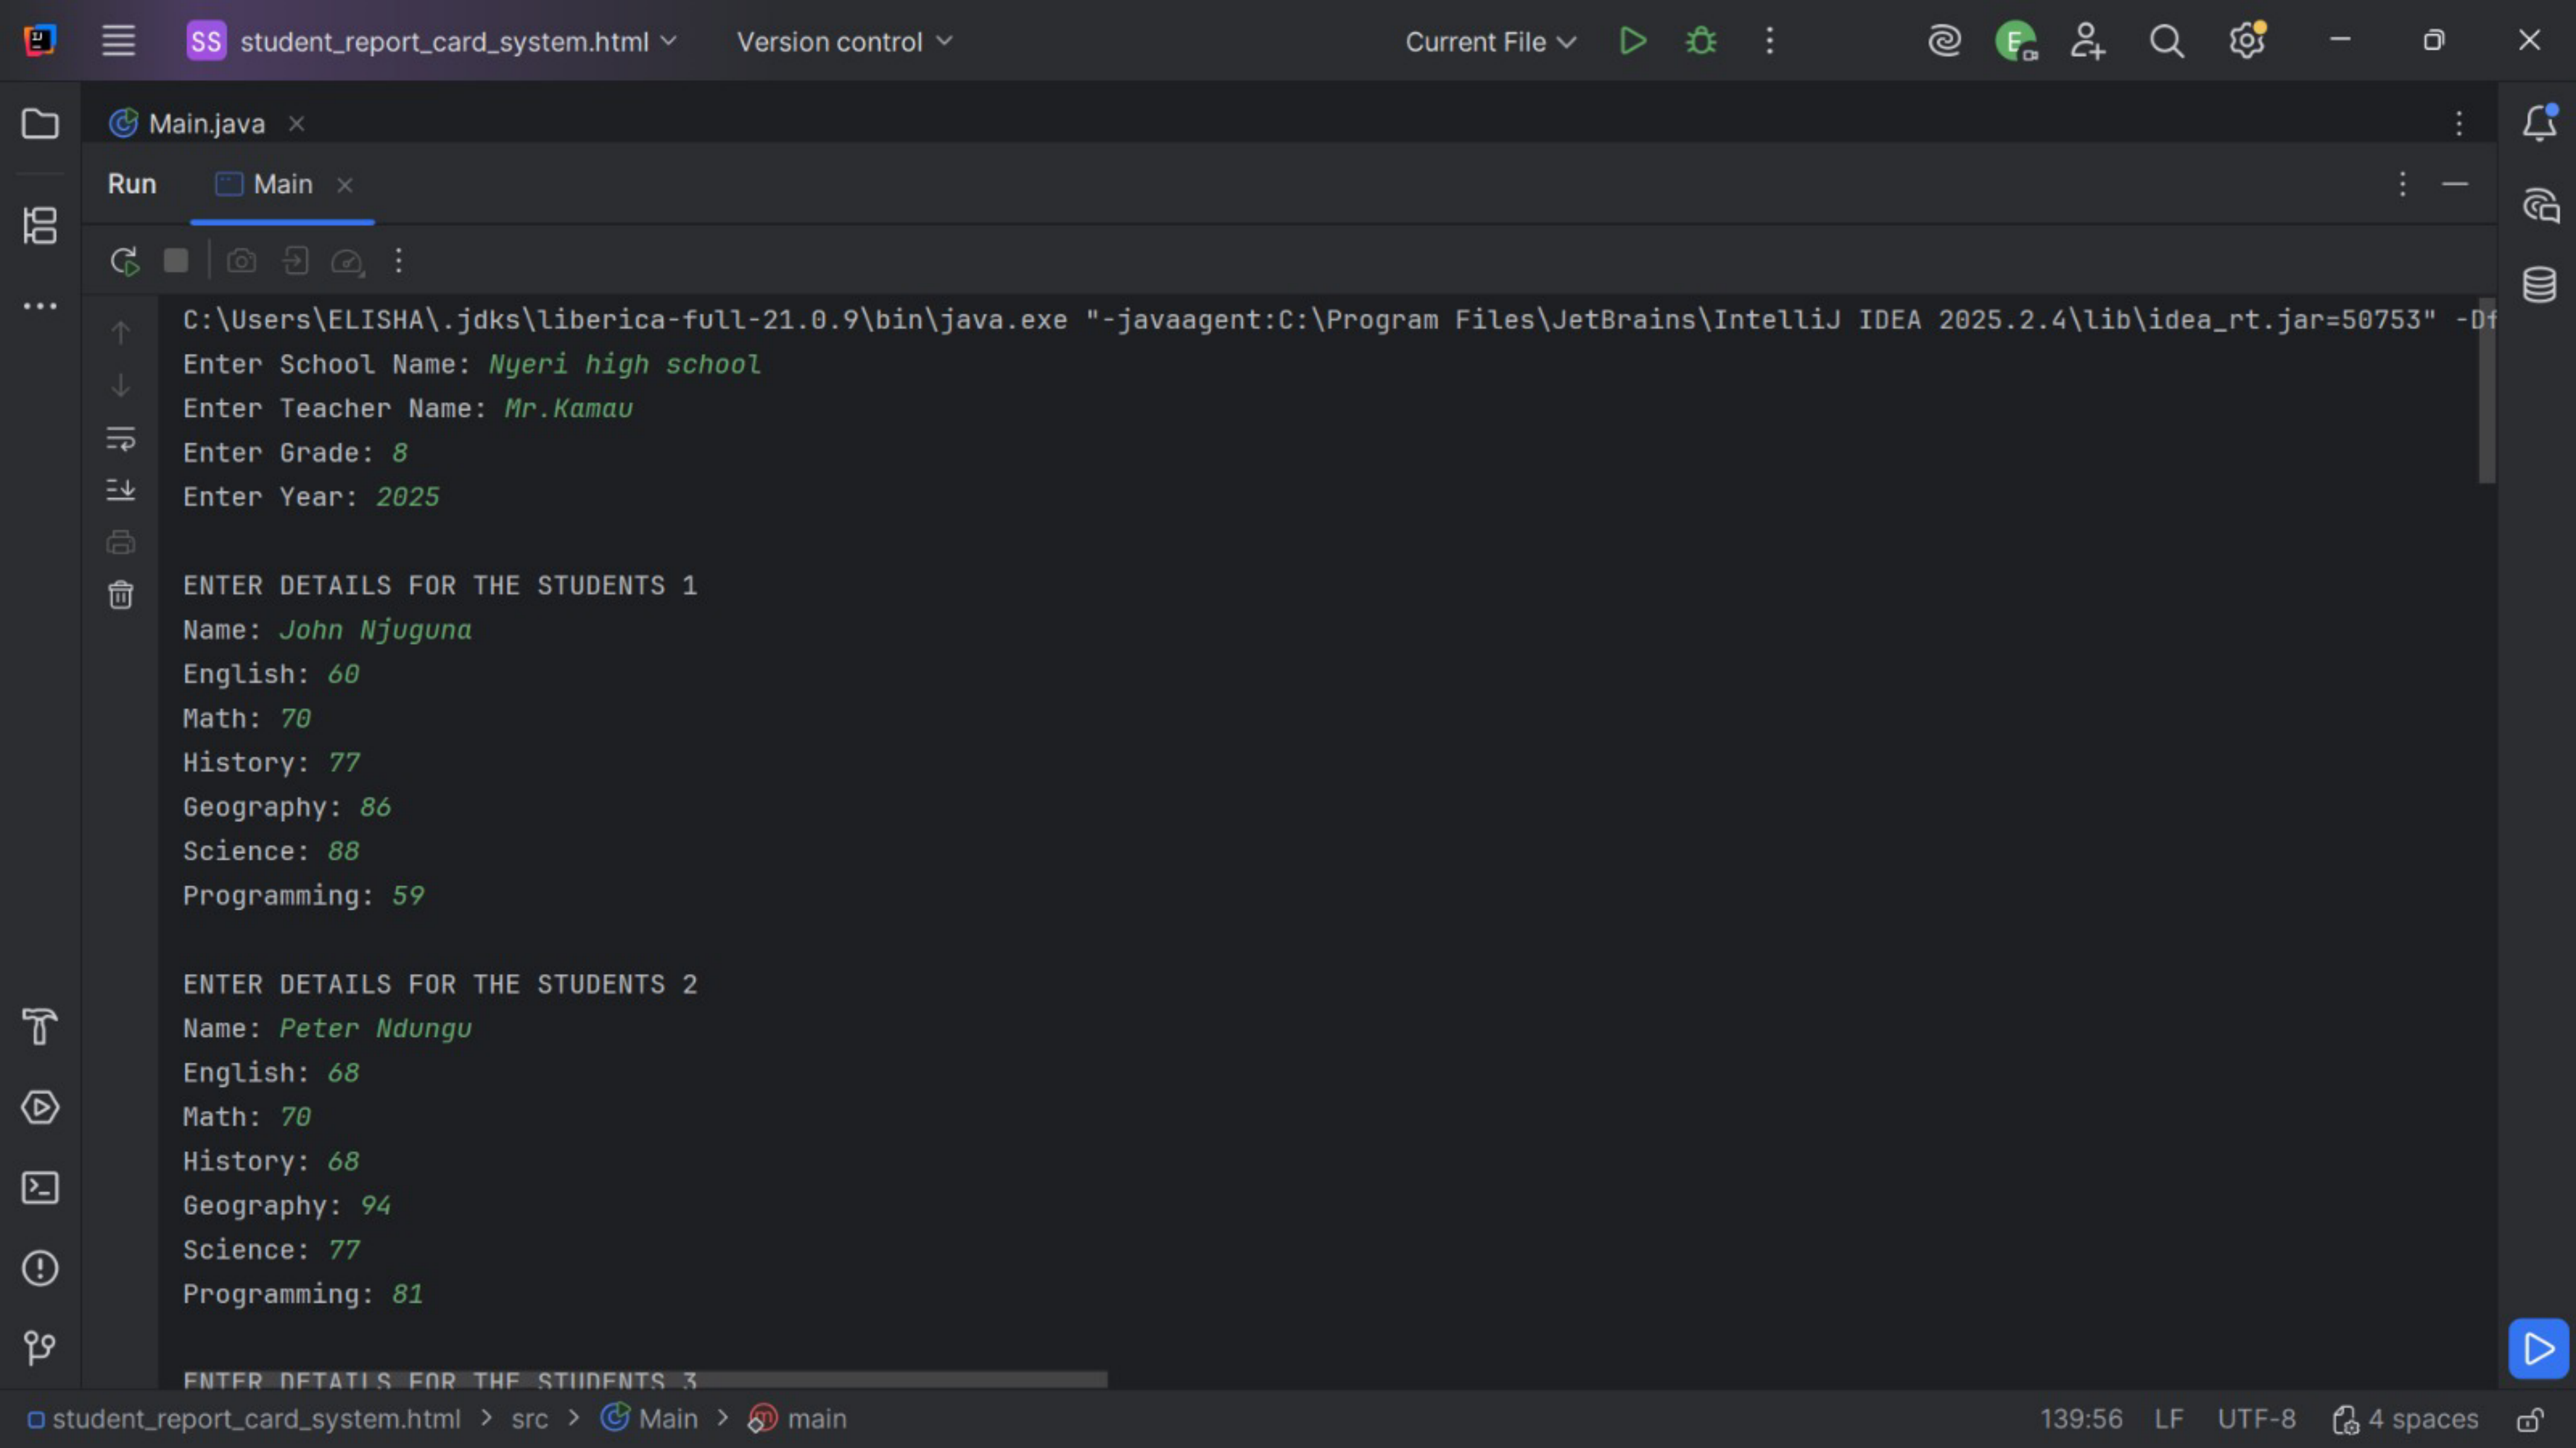 SS student_report_card_system.html Version control Current File E
Main.java
Run Main
C:\Users\ELISHA\.jdks\liberica-full-21.0.9\bin\java.exe "-javaagent:C:\Program Files\JetBrains\IntelliJ IDEA 2025.2.4\lib\idea_rt.jar=50753" -Df
Enter School Name: Nyeri high school
Enter Teacher Name: Mr.Kamau
Enter Grade: 8
Enter Year: 2025
ENTER DETAILS FOR THE STUDENTS 1
Name: John Njuguna
English: 60
Math: 70
History: 77
Geography: 86
Science: 88
Programming: 59
ENTER DETAILS FOR THE STUDENTS 2
Name: Peter Ndungu
English: 68
Math: 70
History: 68
Geography: 94
Science: 77
Programming: 81
ENTER DETAILS FOR THE STUDENTS 3
student_report_card_system.html > src > Main > main 139:56 LF UTF-8 4 spaces